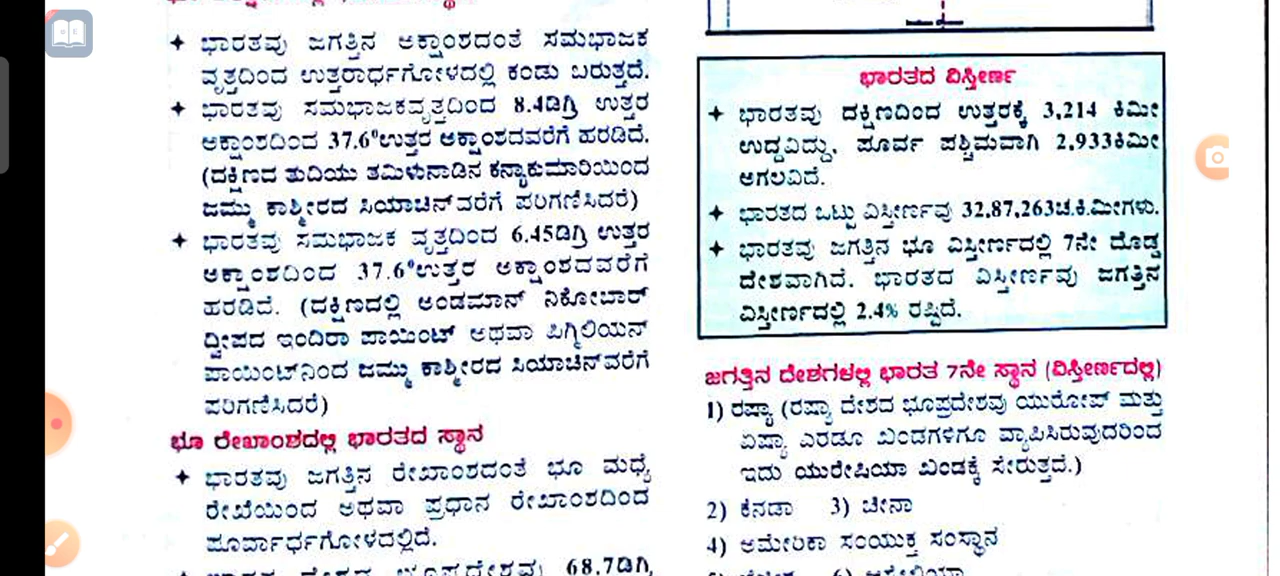 ✦ ಭಾರತವು ಜಗತ್ತಿನ ಅಕ್ಷಾಂಶದಂತೆ ಸಮಭಾಜಕ
ವೃತ್ತದಿಂದ ಉತ್ತರಾರ್ಧಗೋಳದಲ್ಲಿ ಕಂಡು ಬರುತ್ತದೆ.
✦ ಭಾರತವು ಸಮಭಾಜಕವೃತ್ತದಿಂದ 8.4ಡಿಗ್ರಿ ಉತ್ತರ
ಅಕ್ಷಾಂಶದಿಂದ 37.6⁰ಉತ್ತರ ಅಕ್ಷಾಂಶದವರೆಗೆ ಹರಡಿದೆ.
(ದಕ್ಷಿಣದ ತುದಿಯು ತಮಿಳುನಾಡಿನ ಕನ್ಯಾಕುಮಾರಿಯಿಂದ
ಜಮ್ಮು ಕಾಶ್ಮೀರದ ಸಿಯಾಚಿನ್‌ವರೆಗೆ ಪರಿಗಣಿಸಿದರೆ)
✦ ಭಾರತವು ಸಮಭಾಜಕ ವೃತ್ತದಿಂದ 6.45ಡಿಗ್ರಿ ಉತ್ತರ
ಅಕ್ಷಾಂಶದಿಂದ 37.6⁰ಉತ್ತರ ಅಕ್ಷಾಂಶದವರೆಗೆ
ಹರಡಿದೆ. (ದಕ್ಷಿಣದಲ್ಲಿ ಅಂಡಮಾನ್ ನಿಕೋಬಾರ್
ದ್ವೀಪದ ಇಂದಿರಾ ಪಾಯಿಂಟ್ ಅಥವಾ ಪಿಗ್ಮಿಲಿಯನ್
ಪಾಯಿಂಟ್‌ನಿಂದ ಜಮ್ಮು ಕಾಶ್ಮೀರದ ಸಿಯಾಚಿನ್‌ವರೆಗೆ
ಪರಿಗಣಿಸಿದರೆ)
ಭೂ ರೇಖಾಂಶದಲ್ಲಿ ಭಾರತದ ಸ್ಥಾನ
✦ ಭಾರತವು ಜಗತ್ತಿನ ರೇಖಾಂಶದಂತೆ ಭೂ ಮಧ್ಯೆ
ರೇಖೆಯಿಂದ ಅಥವಾ ಪ್ರಧಾನ ರೇಖಾಂಶದಿಂದ
ಪೂರ್ವಾರ್ಧಗೋಳದಲ್ಲಿದೆ.
68.7ಡಿಗ್ರಿ
ಭಾರತದ ವಿಸ್ತೀರ್ಣ
✦ ಭಾರತವು ದಕ್ಷಿಣದಿಂದ ಉತ್ತರಕ್ಕೆ 3,214 ಕಿಮೀ
ಉದ್ದವಿದ್ದು, ಪೂರ್ವ ಪಶ್ಚಿಮವಾಗಿ 2,933ಕಿಮೀ
ಅಗಲವಿದೆ.
✦ ಭಾರತದ ಒಟ್ಟು ವಿಸ್ತೀರ್ಣವು 32,87,263ಚ.ಕಿ.ಮೀಗಳು.
✦ ಭಾರತವು ಜಗತ್ತಿನ ಭೂ ವಿಸ್ತೀರ್ಣದಲ್ಲಿ 7ನೇ ದೊಡ್ಡ
ದೇಶವಾಗಿದೆ. ಭಾರತದ ವಿಸ್ತೀರ್ಣವು ಜಗತ್ತಿನ
ವಿಸ್ತೀರ್ಣದಲ್ಲಿ 2.4% ರಷ್ಟಿದೆ.
ಜಗತ್ತಿನ ದೇಶಗಳಲ್ಲಿ ಭಾರತ 7ನೇ ಸ್ಥಾನ (ವಿಸ್ತೀರ್ಣದಲ್ಲಿ)
1) ರಷ್ಯಾ (ರಷ್ಯಾ ದೇಶದ ಭೂಪ್ರದೇಶವು ಯುರೋಪ್ ಮತ್ತು
ಏಷ್ಯಾ ಎರಡೂ ಖಂಡಗಳಿಗೂ ವ್ಯಾಪಿಸಿರುವುದರಿಂದ
ಇದು ಯುರೇಷಿಯಾ ಖಂಡಕ್ಕೆ ಸೇರುತ್ತದೆ.)
2) ಕೆನಡಾ 3) ಚೀನಾ
4) ಅಮೇರಿಕಾ ಸಂಯುಕ್ತ ಸಂಸ್ಥಾನ